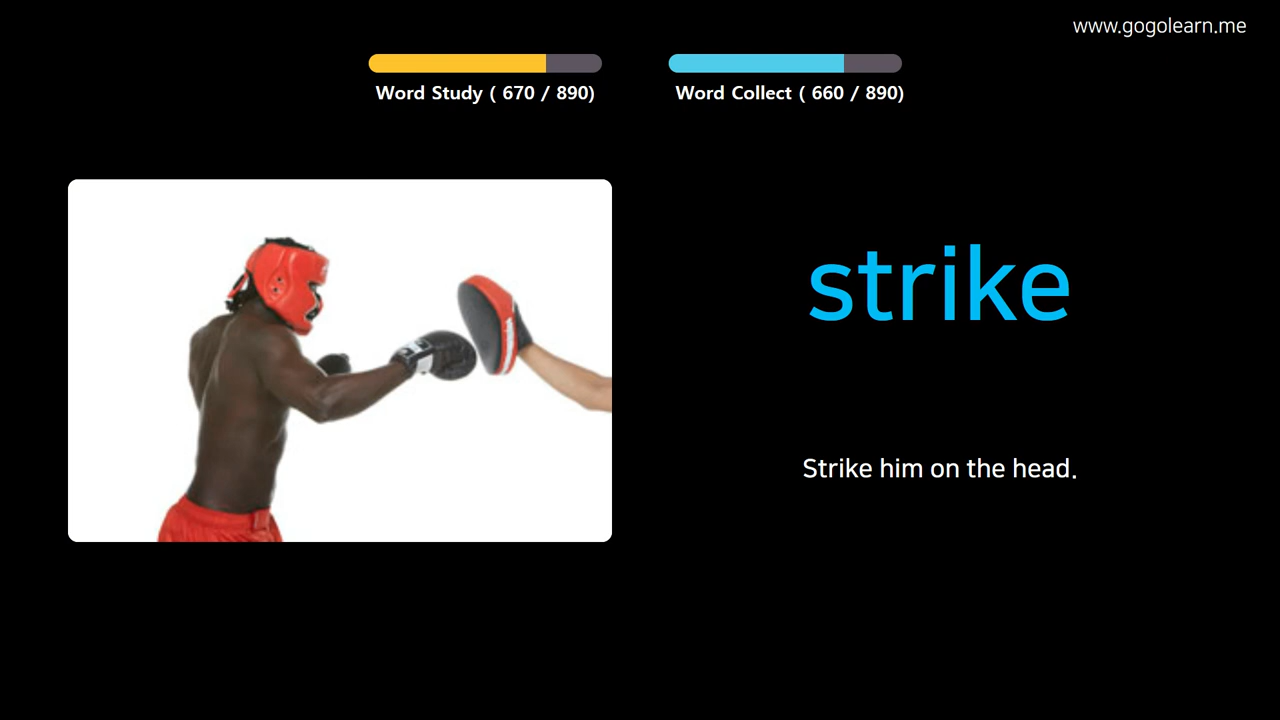 www.gogolearn.me
Word Study ( 670 / 890)
Word Collect ( 660 / 890)
strike
Strike him on the head.